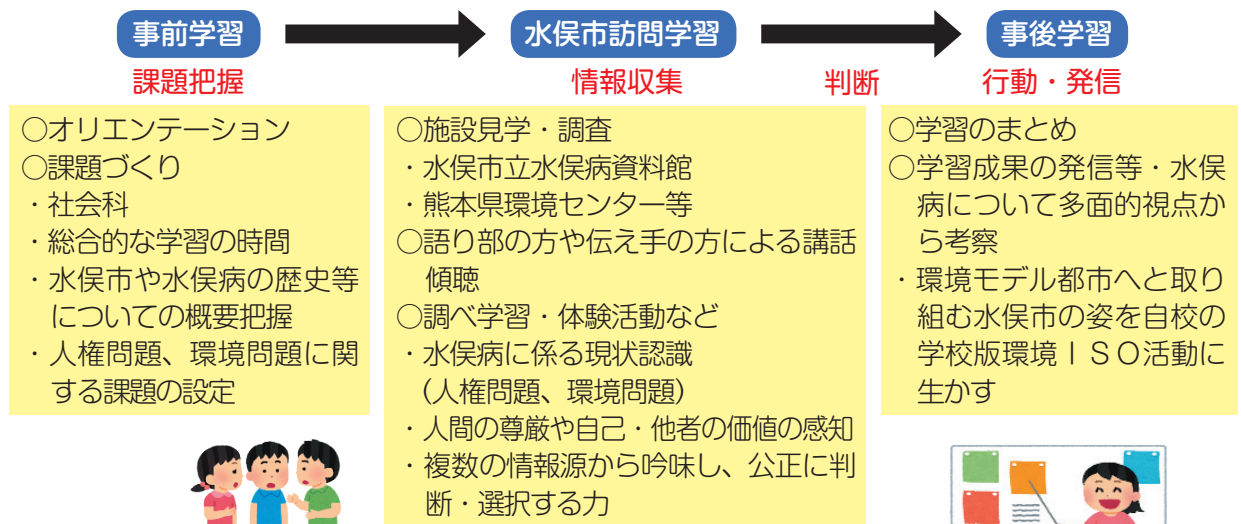 事前学習
水俣市訪問学習
事後学習
課題把握
情報収集
判断
行動・発信
○オリエンテーション
○課題づくり
・社会科
・総合的な学習の時間
・水俣市や水俣病の歴史等
についての概要把握
・人権問題、環境問題に関
する課題の設定
○施設見学・調査
・水俣市立水俣病資料館
・熊本県環境センター等
○語り部の方や伝え手の方による講話
傾聴
○調べ学習・体験活動など
・水俣病に係る現状認識
(人権問題、環境問題)
・人間の尊厳や自己・他者の価値の感知
・複数の情報源から吟味し、公正に判
断・選択する力
○学習のまとめ
○学習成果の発信等・水俣
病について多面的視点か
ら考察
・環境モデル都市へと取り
組む水俣市の姿を自校の
学校版環境ISO活動に
生かす